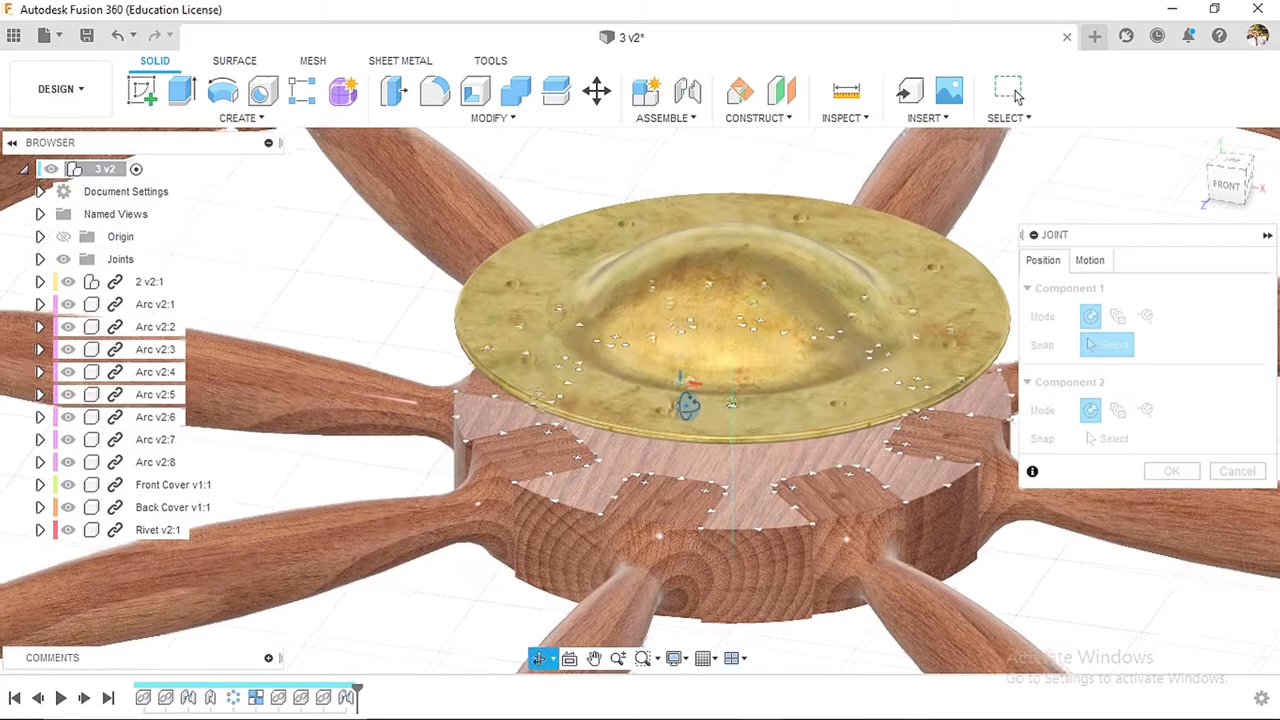 Autodesk Fusion 360 (Education License)
3 v2*
SOLID SURFACE MESH SHEET METAL TOOLS
DESIGN
CREATE MODIFY ASSEMBLE CONSTRUCT INSPECT INSERT SELECT
BROWSER
3 v2
Document Settings
Named Views
Origin
Joints
2 v2:1
Arc v2:1
Arc v2:2
Arc v2:3
Arc v2:4
Arc v2:5
Arc v2:6
Arc v2:7
Arc v2:8
Front Cover v1:1
Back Cover v1:1
Rivet v2:1
FRONT
X
Z
JOINT
Position Motion
Component 1
Mode
Snap Select
Component 2
Mode
Snap Select
OK Cancel
COMMENTS
Activate Windows
Go to Settings to activate Windows.